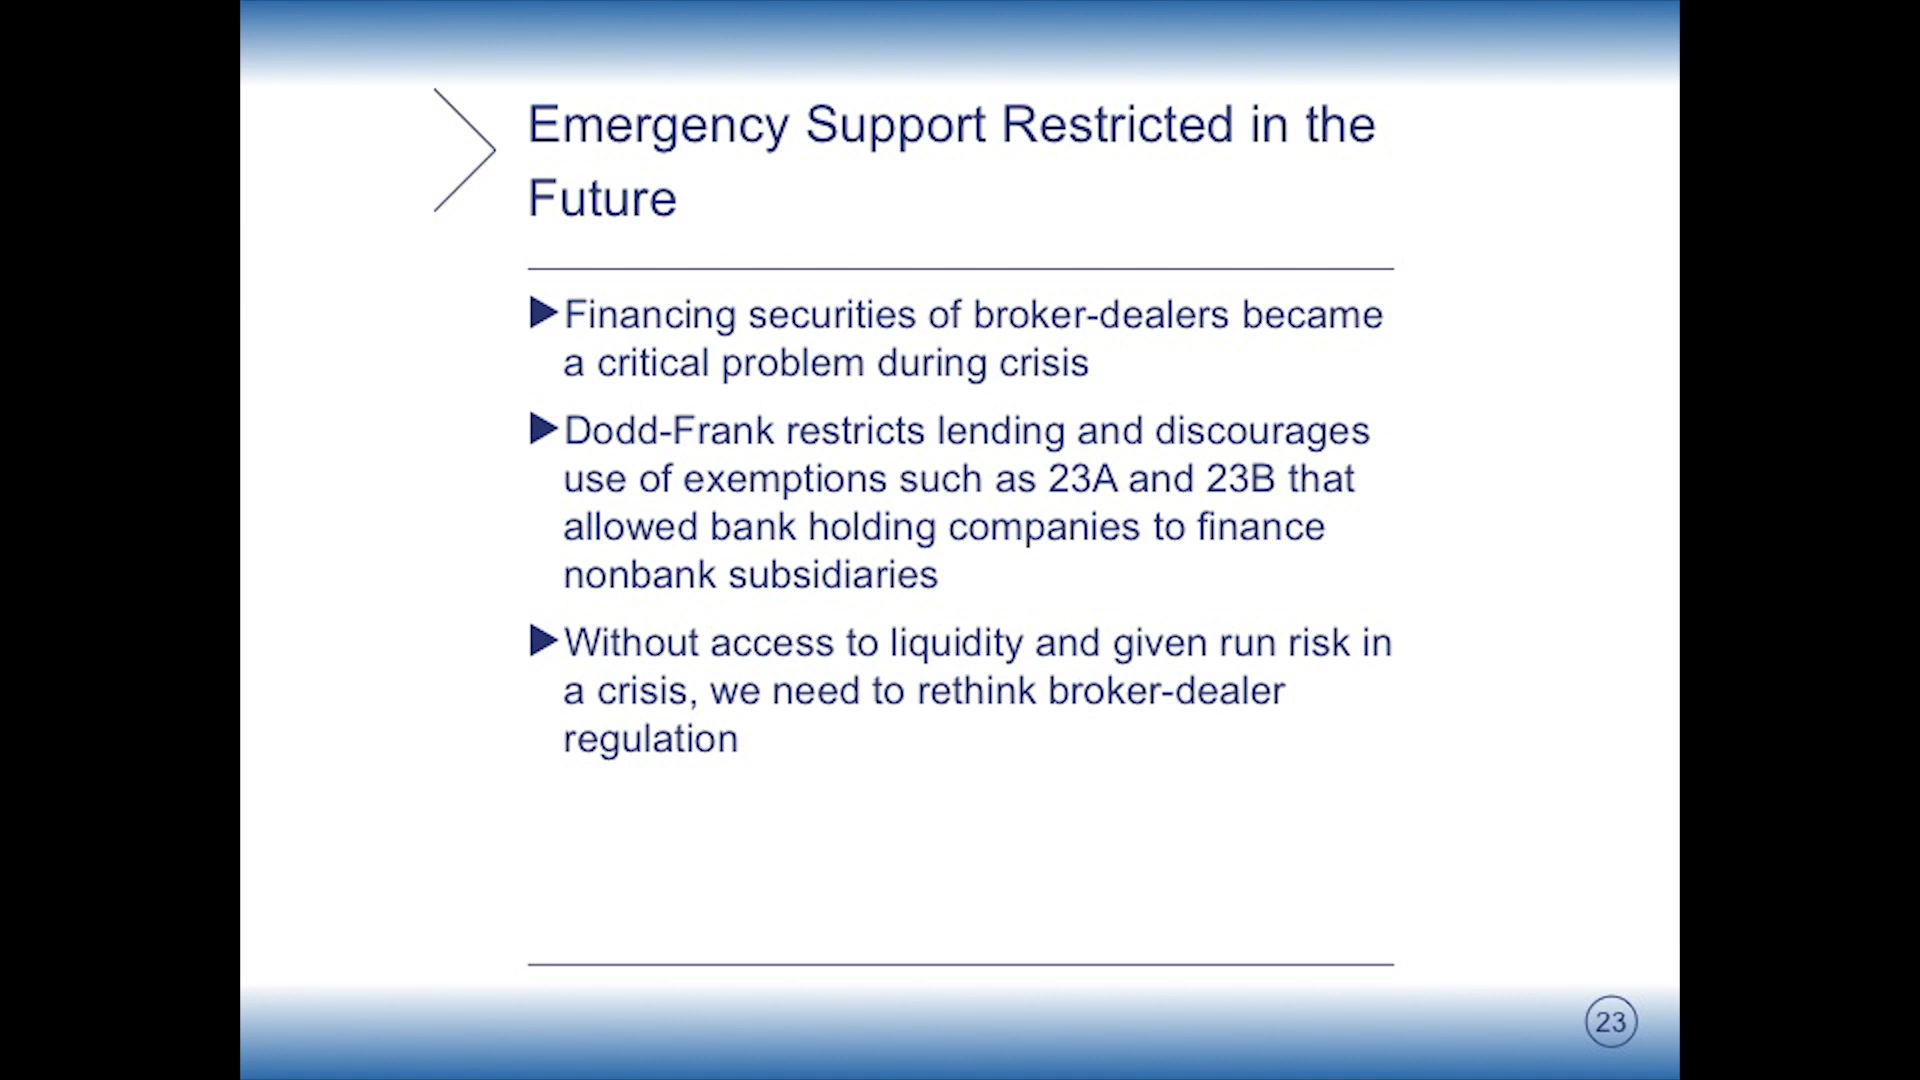 Emergency Support Restricted in the
Future
Financing securities of broker-dealers became
a critical problem during crisis
Dodd-Frank restricts lending and discourages
use of exemptions such as 23A and 23B that
allowed bank holding companies to finance
nonbank subsidiaries
Without access to liquidity and given run risk in
a crisis, we need to rethink broker-dealer
regulation
23